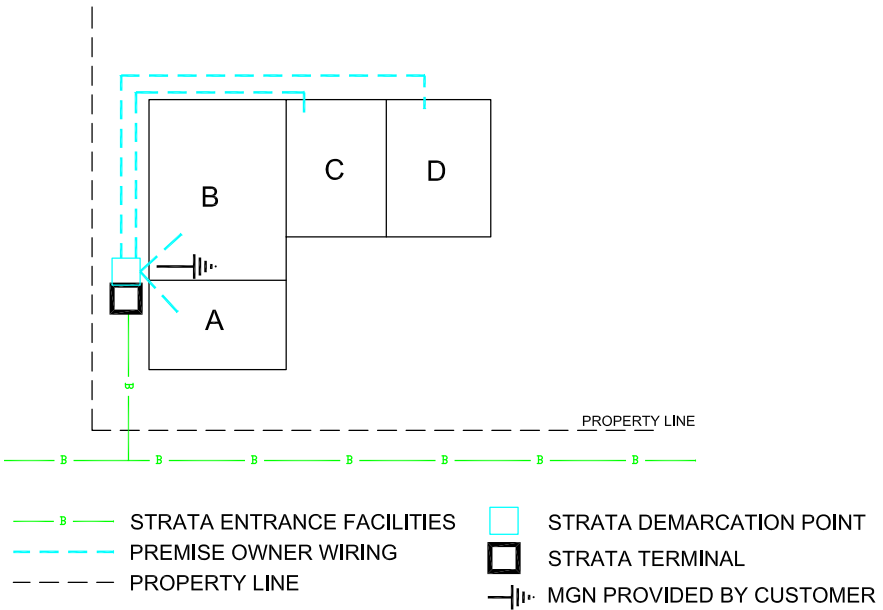 C
D
B
A
B
PROPERTY LINE
B B B B B B B
B STRATA ENTRANCE FACILITIES
PREMISE OWNER WIRING
PROPERTY LINE
STRATA DEMARCATION POINT
STRATA TERMINAL
MGN PROVIDED BY CUSTOMER